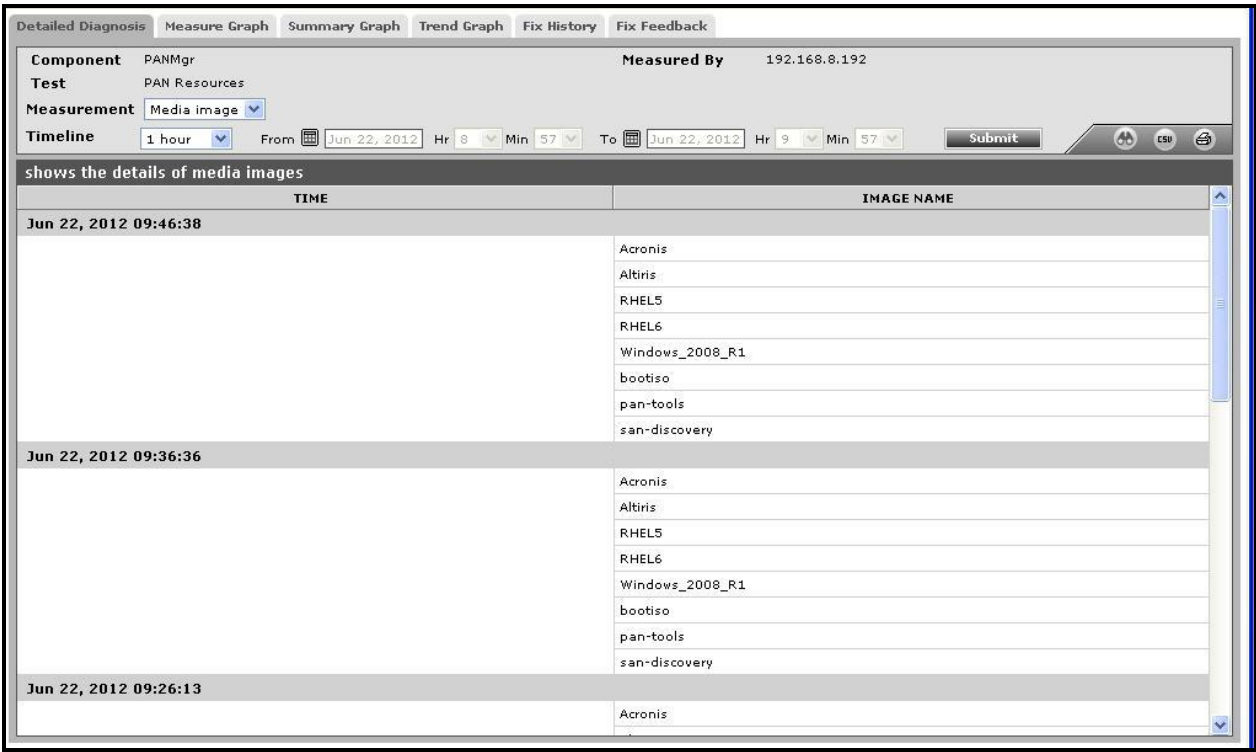 Detailed Diagnosis Measure Graph Summary Graph Trend Graph Fix History Fix Feedback
Component PANMgr Measured By 192.168.8.192
Test PAN Resources
Measurement Media image
Timeline 1 hour From Jun 22, 2012 Hr 8 Min 57 To Jun 22, 2012 Hr 9 Min 57 Submit CSV
shows the details of media images
TIME IMAGE NAME
Jun 22, 2012 09:46:38
Acronis
Altiris
RHEL5
RHEL6
Windows_2008_R1
bootiso
pan-tools
san-discovery
Jun 22, 2012 09:36:36
Acronis
Altiris
RHEL5
RHEL6
Windows_2008_R1
bootiso
pan-tools
san-discovery
Jun 22, 2012 09:26:13
Acronis